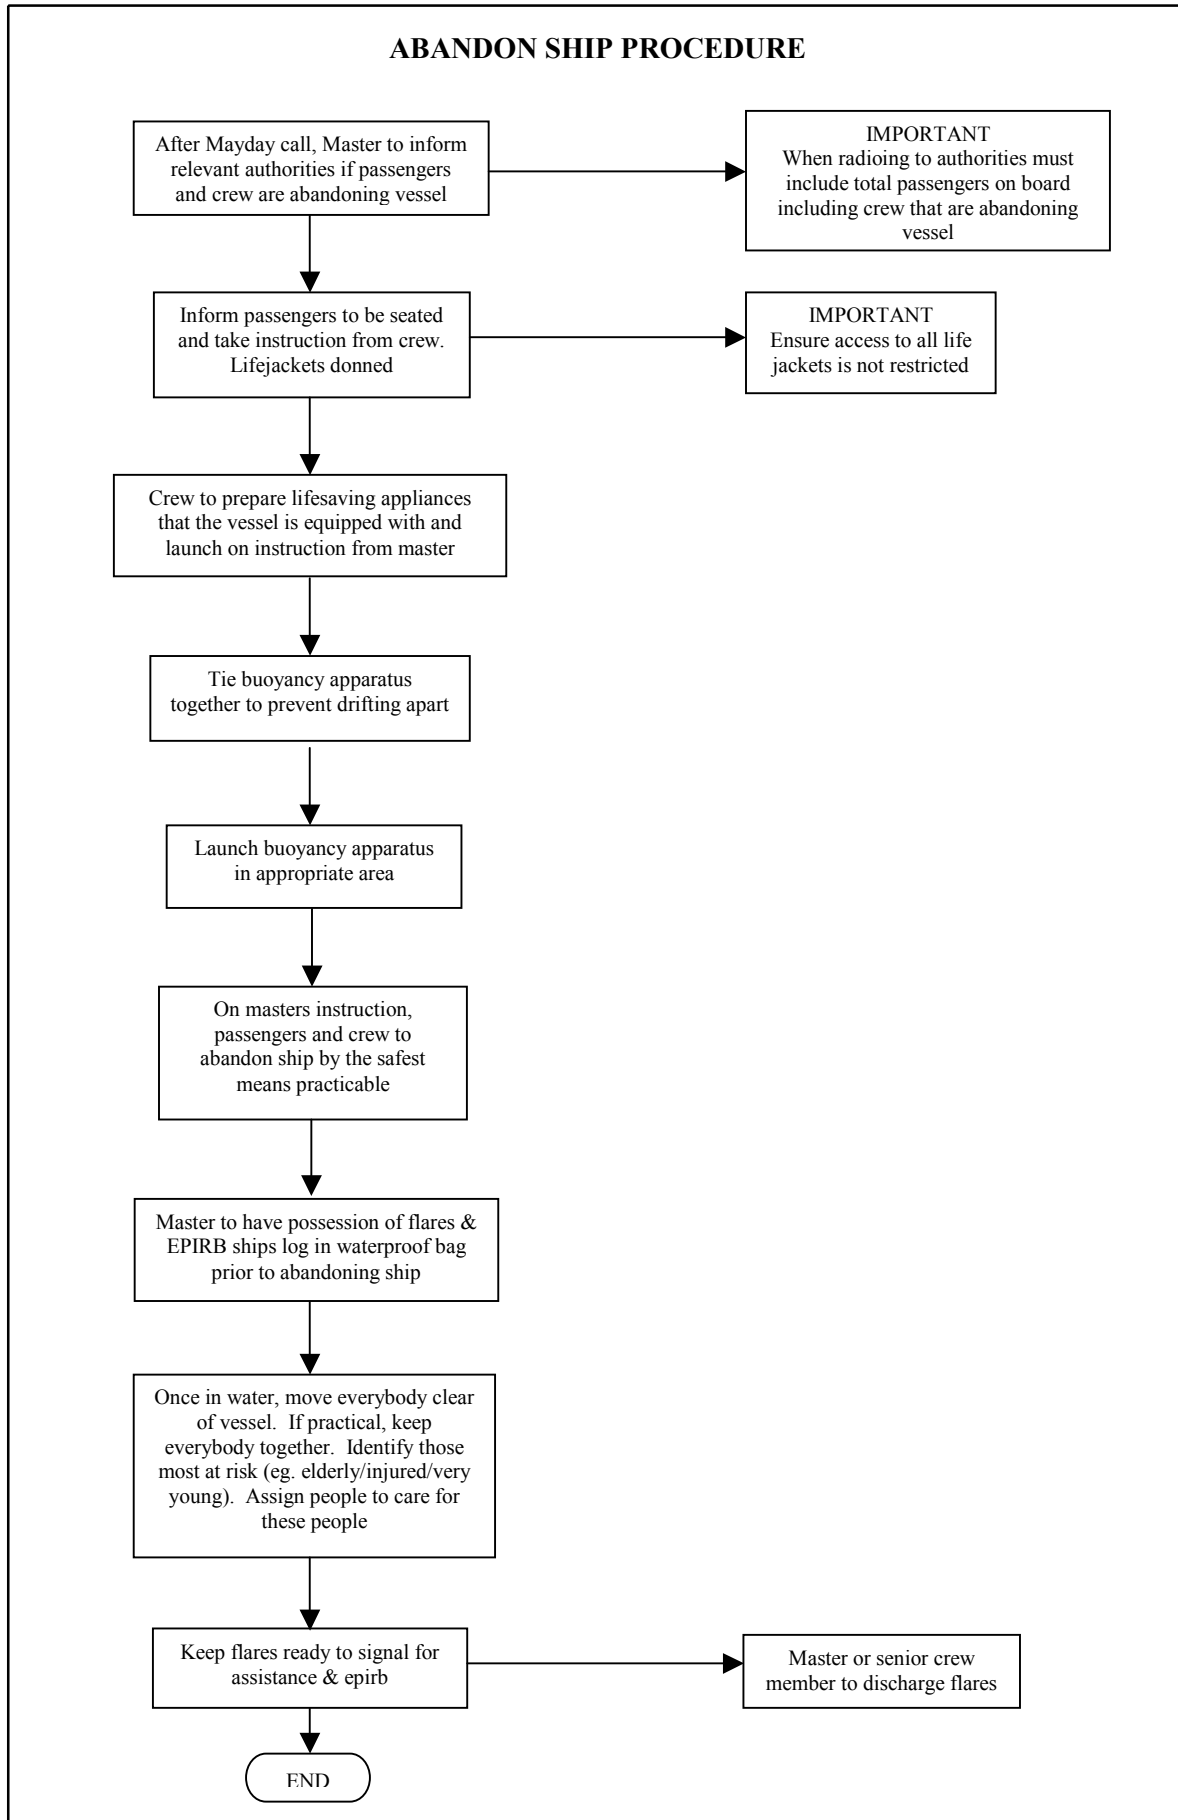 ABANDON SHIP PROCEDURE
After Mayday call, Master to inform
relevant authorities if passengers
and crew are abandoning vessel
IMPORTANT
When radioing to authorities must
include total passengers on board
including crew that are abandoning
vessel
Inform passengers to be seated
and take instruction from crew.
Lifejackets donned
IMPORTANT
Ensure access to all life
jackets is not restricted
Crew to prepare lifesaving appliances
that the vessel is equipped with and
launch on instruction from master
Tie buoyancy apparatus
together to prevent drifting apart
Launch buoyancy apparatus
in appropriate area
On masters instruction,
passengers and crew to
abandon ship by the safest
means practicable
Master to have possession of flares &
EPIRB ships log in waterproof bag
prior to abandoning ship
Once in water, move everybody clear
of vessel.  If practical, keep
everybody together.  Identify those
most at risk (eg. elderly/injured/very
young).  Assign people to care for
these people
Keep flares ready to signal for
assistance & epirb
Master or senior crew
member to discharge flares
END